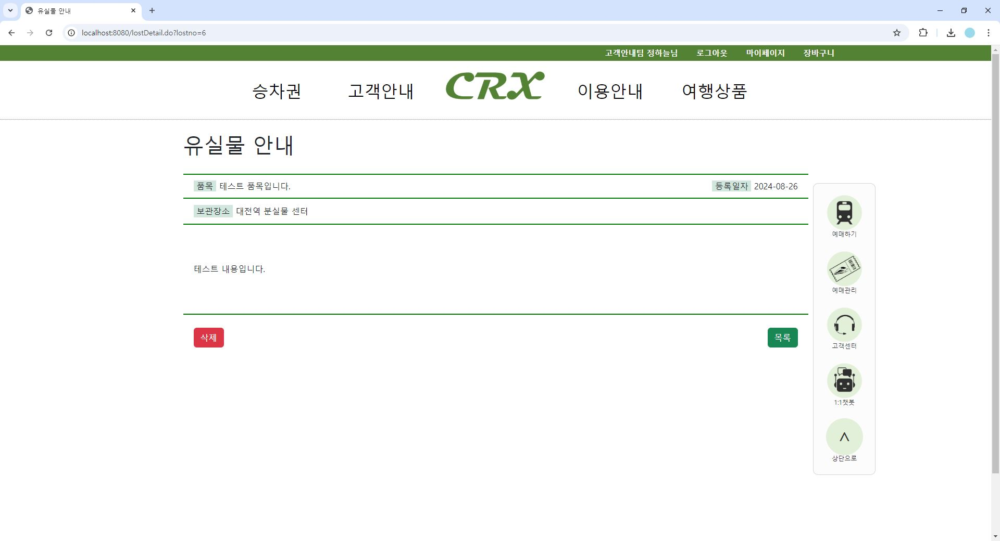 유실물 안내
localhost:8080/lostDetail.do?lostno=6
고객안내팀 정하늘님 로그아웃 마이페이지 장바구니
승차권 고객안내 CRX 이용안내 여행상품
유실물 안내
품목 테스트 품목입니다. 등록일자 2024-08-26
보관장소 대전역 분실물 센터
테스트 내용입니다.
삭제 목록
예매하기
예매관리
고객센터
1:1챗봇
^
상단으로